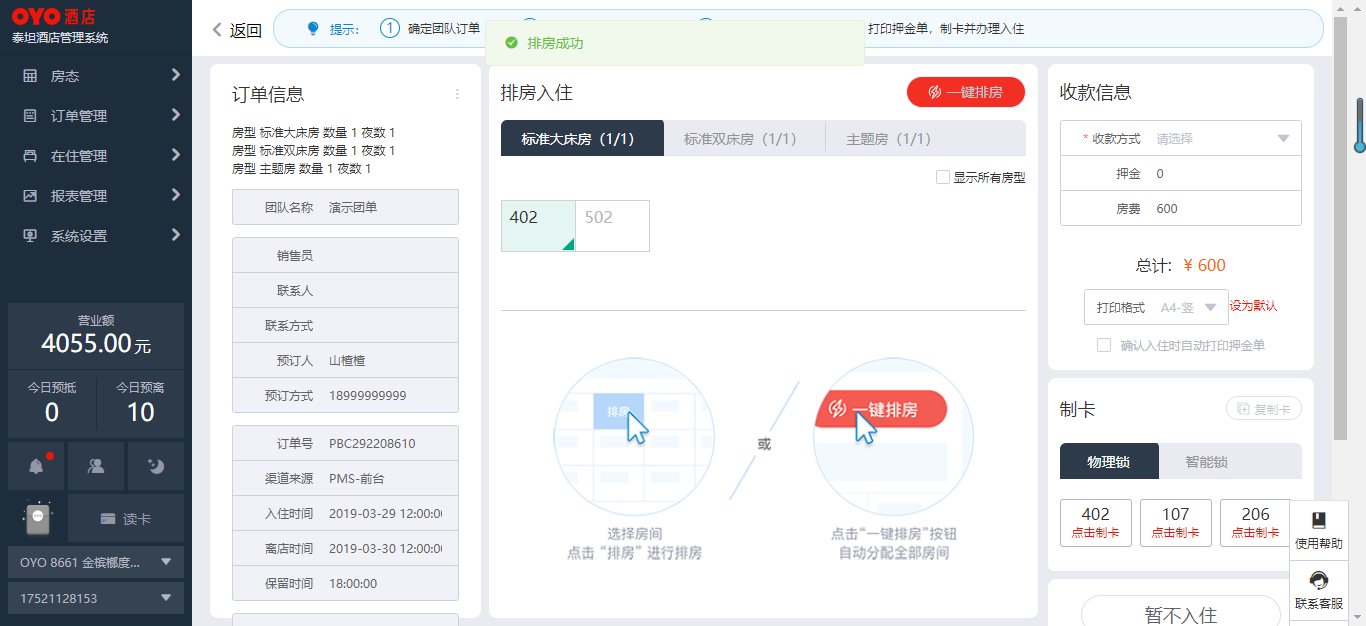 OYO 酒店
泰坦酒店管理系统
房态
订单管理
在住管理
报表管理
系统设置
营业额
4055.00元
今日预抵
0
今日预离
10
读卡
OYO 8661 金槟榔度...
17521128153
返回
提示:
1
确定团队订单
打印押金单，制卡并办理入住
排房成功
订单信息
房型 标准大床房 数量 1 夜数 1
房型 标准双床房 数量 1 夜数 1
房型 主题房 数量 1 夜数 1
团队名称 演示团单
销售员
联系人
联系方式
预订人 山楂楂
预订方式 18999999999
订单号 PBC292208610
渠道来源 PMS-前台
入住时间 2019-03-29 12:00:00
离店时间 2019-03-30 12:00:00
保留时间 18:00:00
排房入住
一键排房
标准大床房（1/1）
标准双床房（1/1）
主题房（1/1）
显示所有房型
402
502
排房
或
一键排房
选择房间
点击 “排房” 进行排房
点击“一键排房”按钮
自动分配全部房间
收款信息
* 收款方式 请选择
押金 0
房费 600
总计: ¥ 600
打印格式 A4-竖
设为默认
确认入住时自动打印押金单
制卡
复制卡
物理锁
智能锁
402
点击制卡
107
点击制卡
206
点击制卡
暂不入住
使用帮助
联系客服